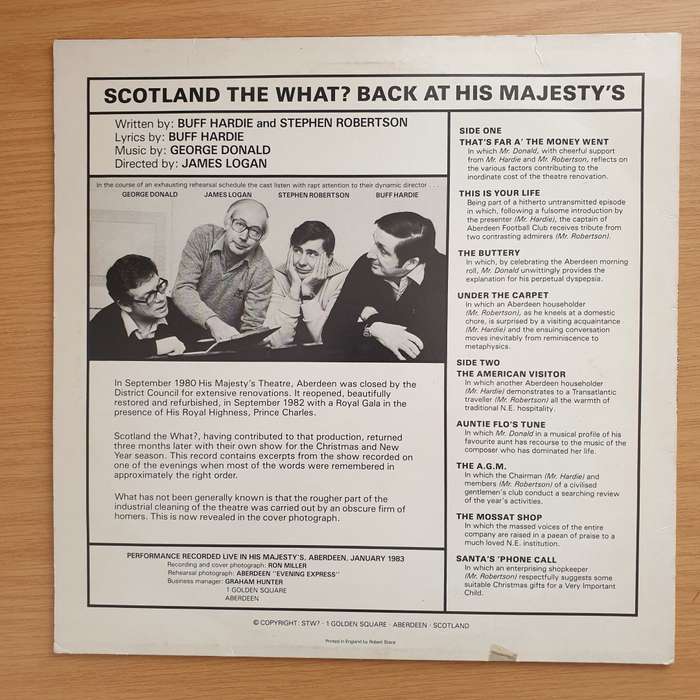 SCOTLAND THE WHAT? BACK AT HIS MAJESTY'S
Written by: BUFF HARDIE and STEPHEN ROBERTSON
Lyrics by: BUFF HARDIE
Music by: GEORGE DONALD
Directed by: JAMES LOGAN
In the course of an exhausting rehearsal schedule the cast listen with rapt attention to their dynamic director . . .
GEORGE DONALD JAMES LOGAN STEPHEN ROBERTSON BUFF HARDIE
In September 1980 His Majesty's Theatre, Aberdeen was closed by the
District Council for extensive renovations. It reopened, beautifully
restored and refurbished, in September 1982 with a Royal Gala in the
presence of His Royal Highness, Prince Charles.
Scotland the What?, having contributed to that production, returned
three months later with their own show for the Christmas and New
Year season. This record contains excerpts from the show recorded on
one of the evenings when most of the words were remembered in
approximately the right order.
What has not been generally known is that the rougher part of the
industrial cleaning of the theatre was carried out by an obscure firm of
homers. This is now revealed in the cover photograph.
PERFORMANCE RECORDED LIVE IN HIS MAJESTY'S, ABERDEEN, JANUARY 1983
Recording and cover photograph: RON MILLER
Rehearsal photograph: ABERDEEN "EVENING EXPRESS"
Business manager: GRAHAM HUNTER
1 GOLDEN SQUARE
ABERDEEN
SIDE ONE
THAT'S FAR A' THE MONEY WENT
In which Mr. Donald, with cheerful support
from Mr. Hardie and Mr. Robertson, reflects on
the various factors contributing to the
inordinate cost of the theatre renovation.
THIS IS YOUR LIFE
Being part of a hitherto untransmitted episode
in which, following a fulsome introduction by
the presenter (Mr. Hardie), the captain of
Aberdeen Football Club receives tribute from
two contrasting admirers (Mr. Robertson).
THE BUTTERY
In which, by celebrating the Aberdeen morning
roll, Mr. Donald unwittingly provides the
explanation for his perpetual dyspepsia.
UNDER THE CARPET
In which an Aberdeen householder
(Mr. Robertson), as he kneels at a domestic
chore, is surprised by a visiting acquaintance
(Mr. Hardie) and the ensuing conversation
moves inevitably from reminiscence to
metaphysics.
SIDE TWO
THE AMERICAN VISITOR
In which another Aberdeen householder
(Mr. Hardie) demonstrates to a Transatlantic
traveller (Mr. Robertson) all the warmth of
traditional N.E. hospitality.
AUNTIE FLO'S TUNE
In which Mr. Donald in a musical profile of his
favourite aunt has recourse to the music of the
composer who has dominated her life.
THE A.G.M.
In which the Chairman (Mr. Hardie) and
members (Mr. Robertson) of a civilised
gentlemen's club conduct a searching review
of the year's activities.
THE MOSSAT SHOP
In which the massed voices of the entire
company are raised in a paean of praise to a
much loved N.E. institution.
SANTA'S 'PHONE CALL
In which an enterprising shopkeeper
(Mr. Robertson) respectfully suggests some
suitable Christmas gifts for a Very Important
Child.
© COPYRIGHT: STW? · 1 GOLDEN SQUARE · ABERDEEN · SCOTLAND
Printed in England by Robert Stace